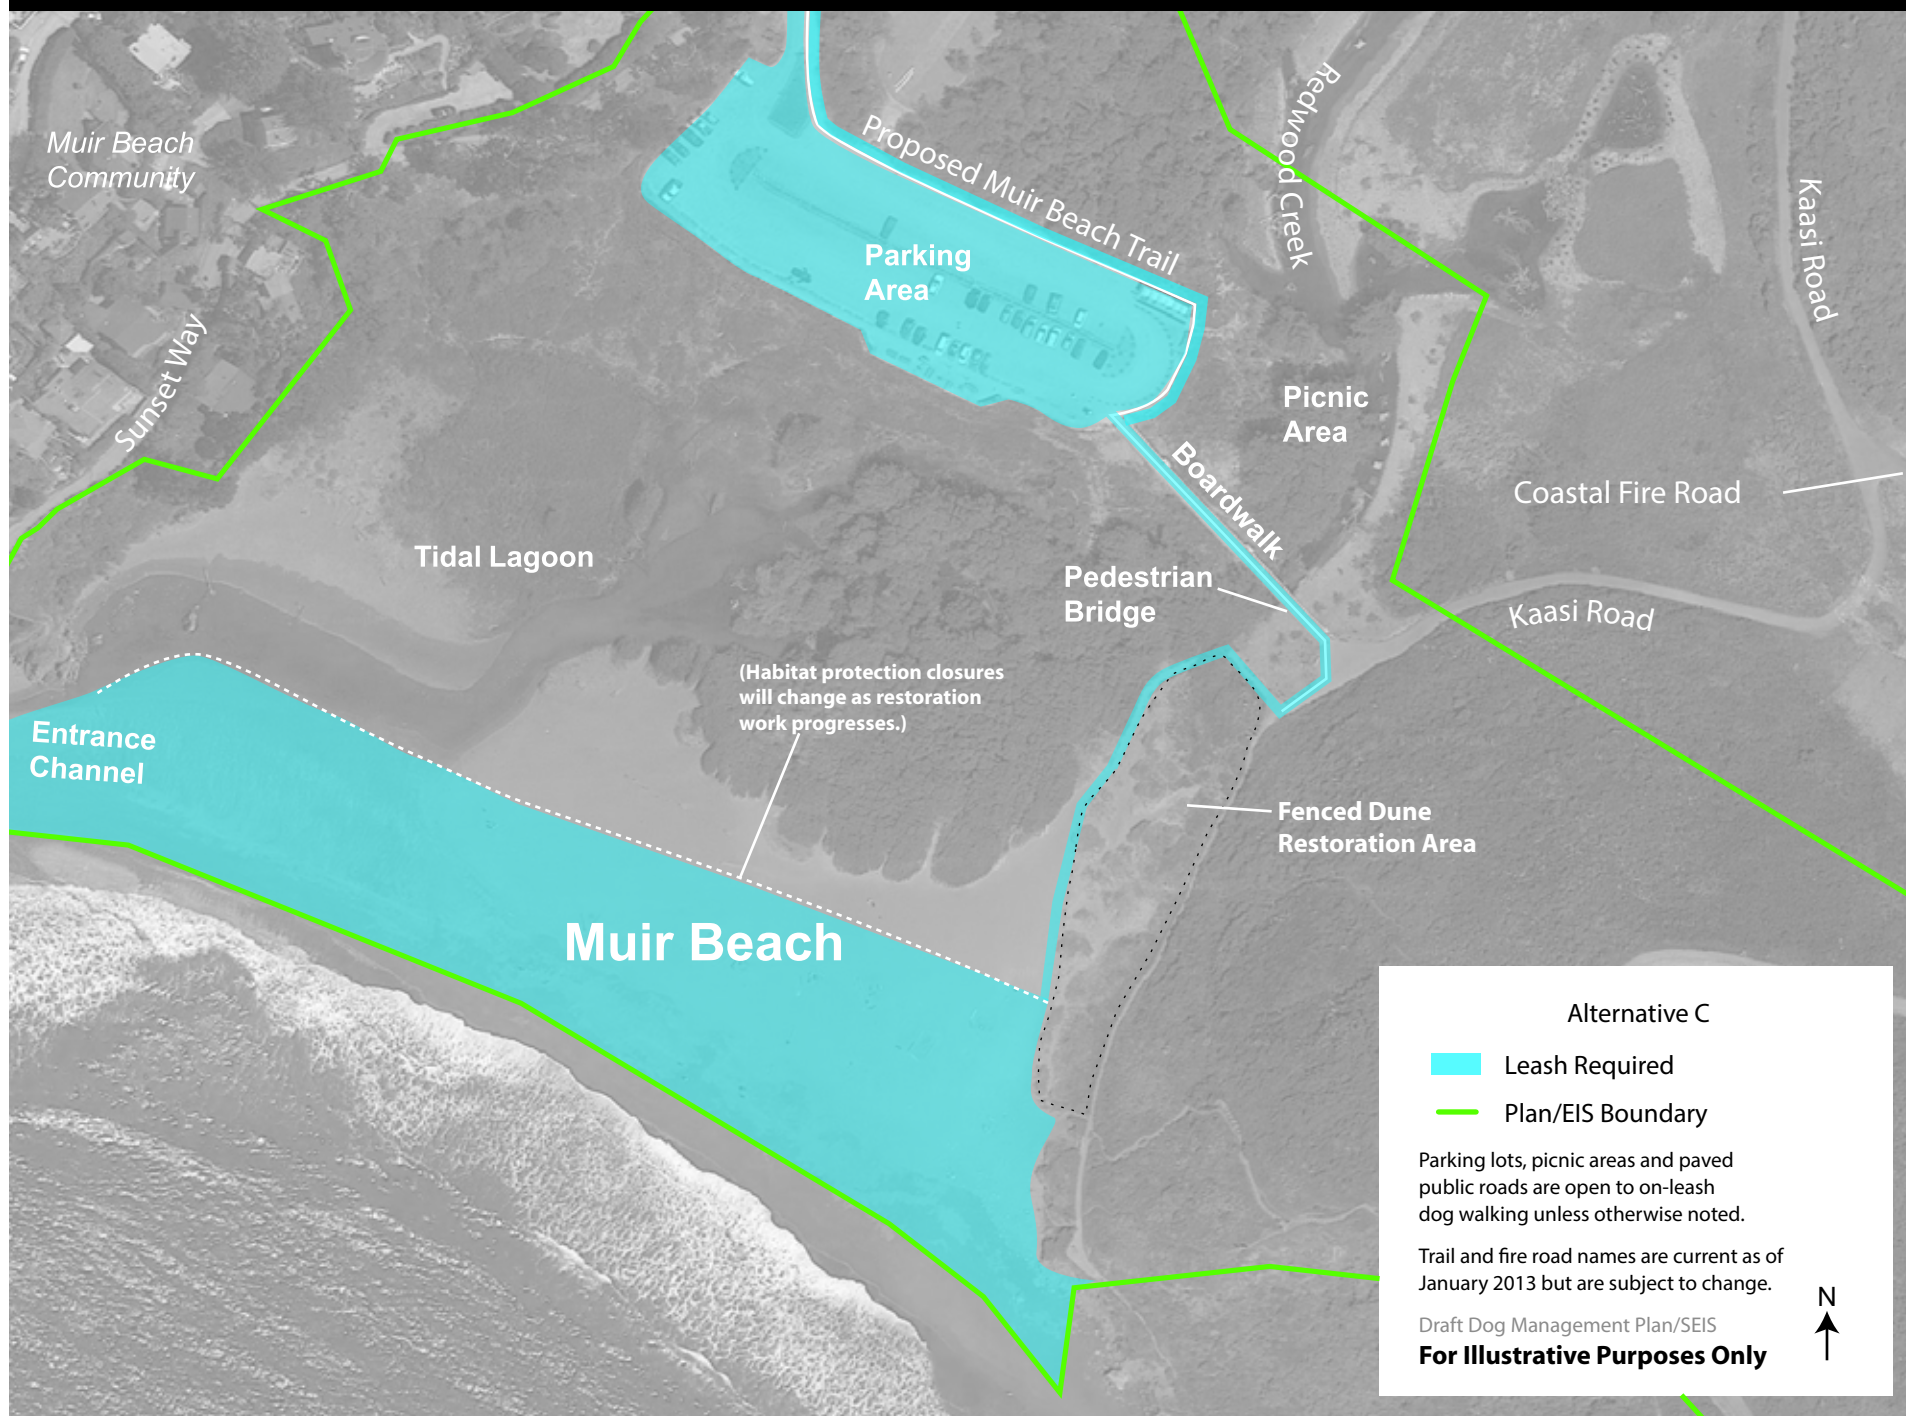 Muir Beach
Community
Sunset Way
Proposed Muir Beach Trail
Redwood Creek
Kaasi Road
Parking
Area
Picnic
Area
Boardwalk
Coastal Fire Road
Tidal Lagoon
Pedestrian
Bridge
Kaasi Road
(Habitat protection closures
will change as restoration
work progresses.)
Entrance
Channel
Fenced Dune
Restoration Area
Muir Beach
Alternative C
Leash Required
Plan/EIS Boundary
Parking lots, picnic areas and paved
public roads are open to on-leash
dog walking unless otherwise noted.
Trail and fire road names are current as of
January 2013 but are subject to change.
N
Draft Dog Management Plan/SEIS
For Illustrative Purposes Only